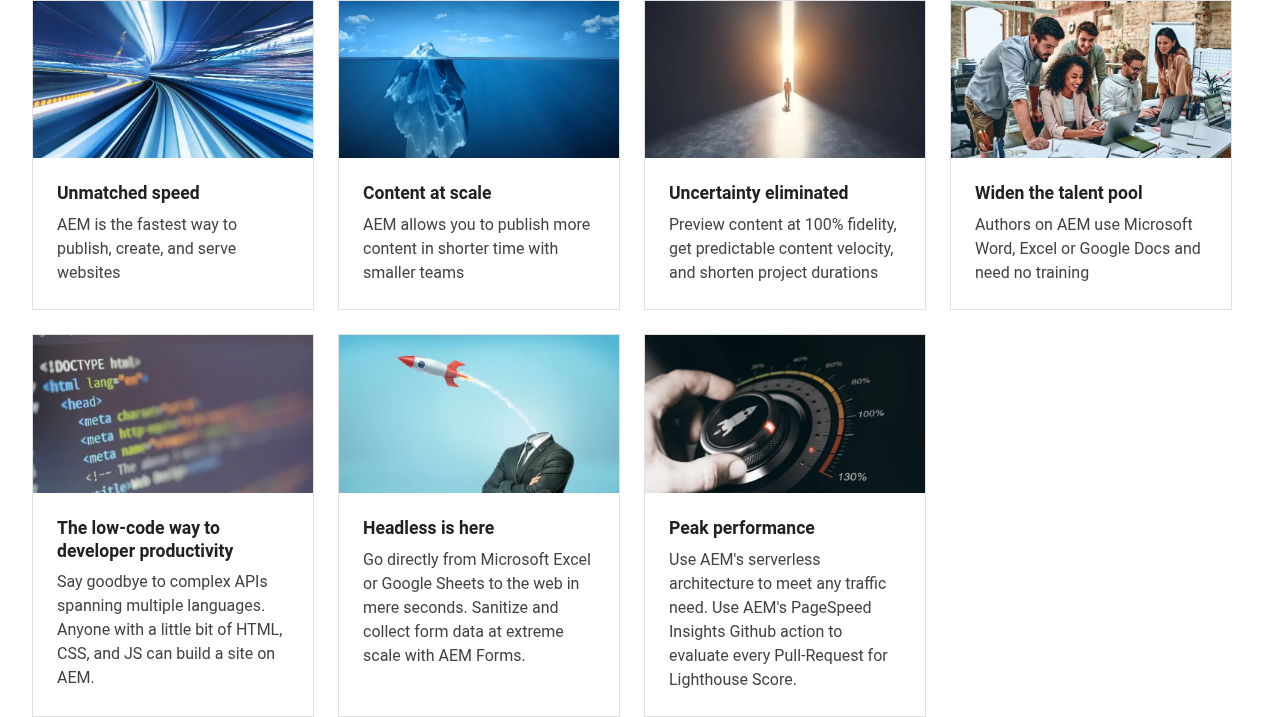 Unmatched speed
AEM is the fastest way to
publish, create, and serve
websites
Content at scale
AEM allows you to publish more
content in shorter time with
smaller teams
Uncertainty eliminated
Preview content at 100% fidelity,
get predictable content velocity,
and shorten project durations
Widen the talent pool
Authors on AEM use Microsoft
Word, Excel or Google Docs and
need no training
<!DOCTYPE html>
<html lang="en">
<head>
<meta
<meta
<meta name=
<!-- The
The low-code way to
developer productivity
Say goodbye to complex APIs
spanning multiple languages.
Anyone with a little bit of HTML,
CSS, and JS can build a site on
AEM.
Headless is here
Go directly from Microsoft Excel
or Google Sheets to the web in
mere seconds. Sanitize and
collect form data at extreme
scale with AEM Forms.
80%
100%
130%
Peak performance
Use AEM's serverless
architecture to meet any traffic
need. Use AEM's PageSpeed
Insights Github action to
evaluate every Pull-Request for
Lighthouse Score.